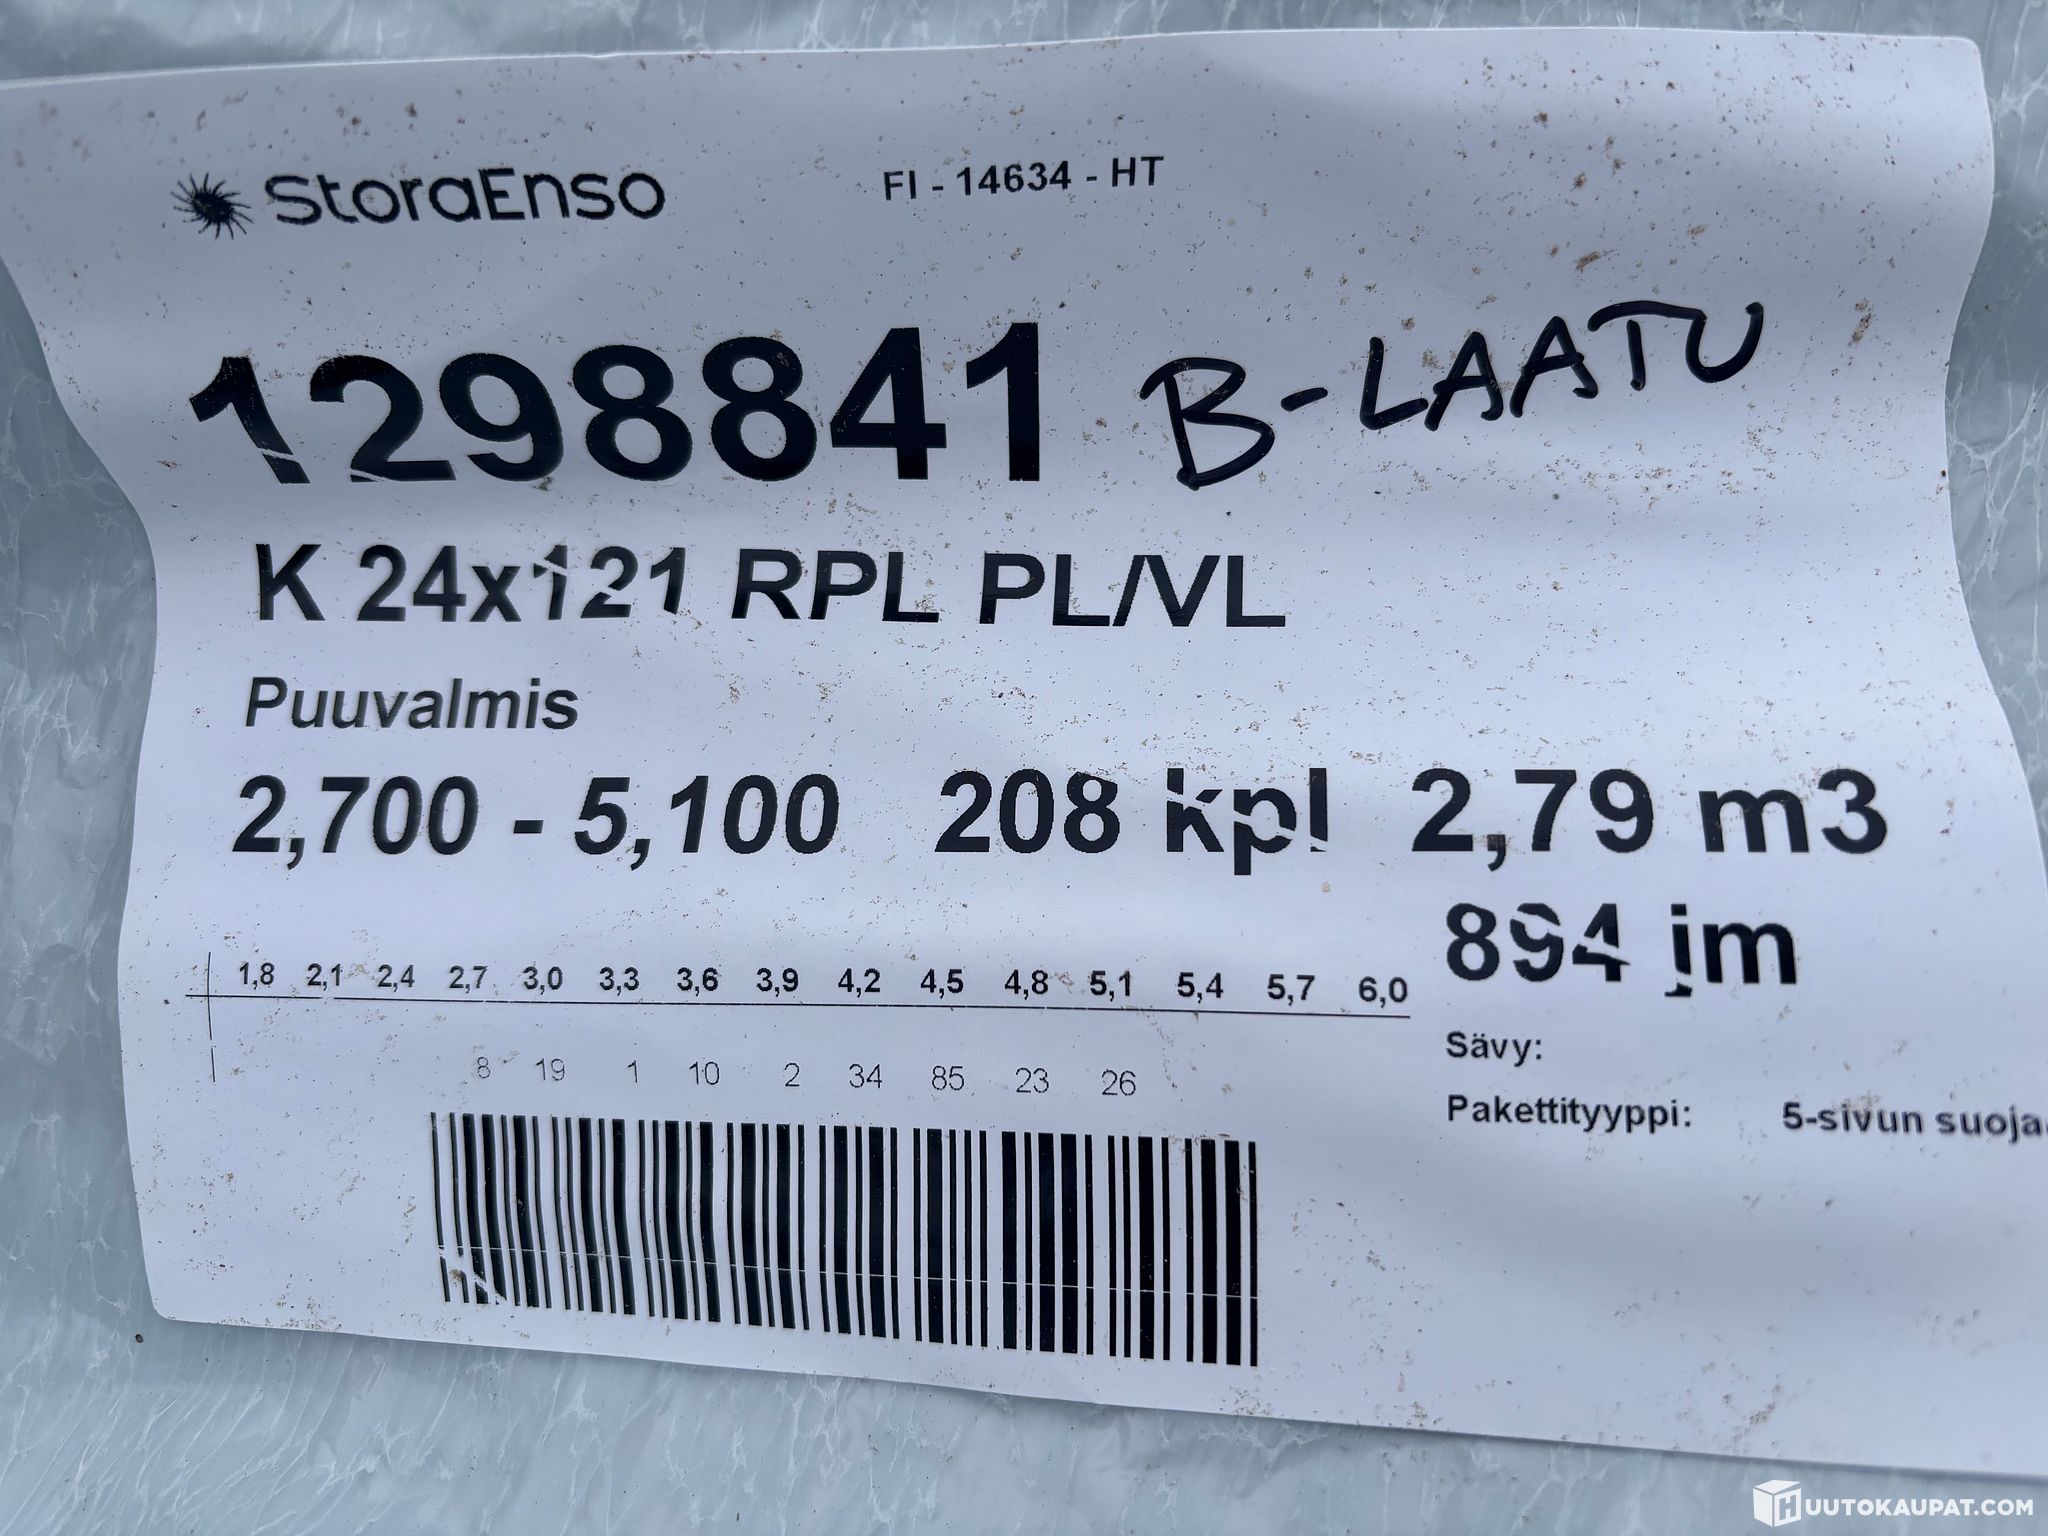 StoraEnso
FI - 14634 - HT
1298841 B-LAATU
K 24x121 RPL PL/VL
Puuvalmis
2,700 - 5,100 208 kpl 2,79 m3
894 jm
1,8 2,1 2,4 2,7 3,0 3,3 3,6 3,9 4,2 4,5 4,8 5,1 5,4 5,7 6,0
8 19 1 10 2 34 85 23 26
Sävy:
Pakettityyppi: 5-sivun suoja
HUUTOKAUPAT.COM